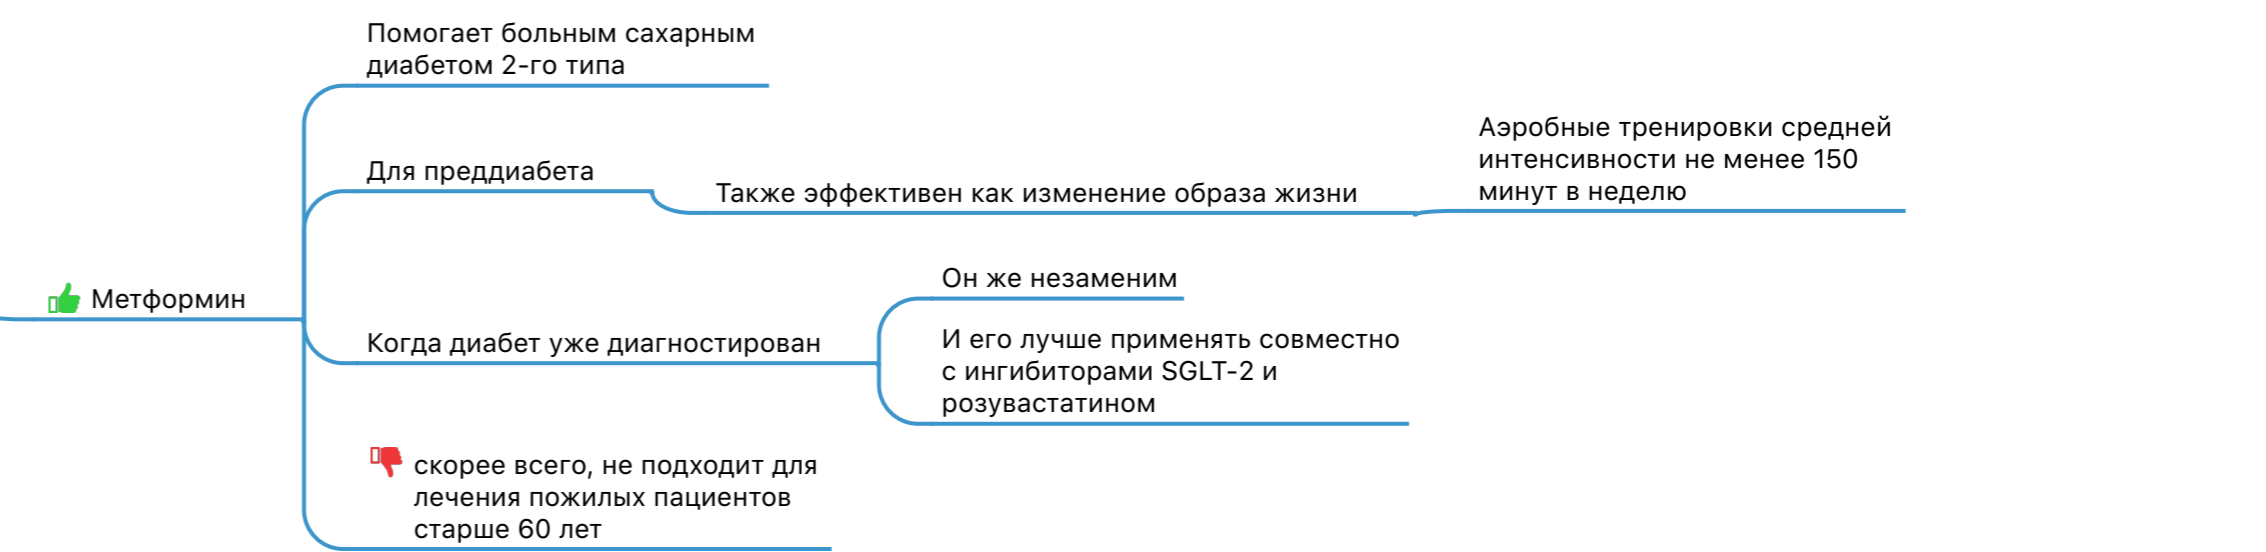 Помогает больным сахарным
диабетом 2-го типа
Для преддиабета
Также эффективен как изменение образа жизни
Аэробные тренировки средней
интенсивности не менее 150
минут в неделю
Метформин
Когда диабет уже диагностирован
Он же незаменим
И его лучше применять совместно
с ингибиторами SGLT-2 и
розувастатином
скорее всего, не подходит для
лечения пожилых пациентов
старше 60 лет